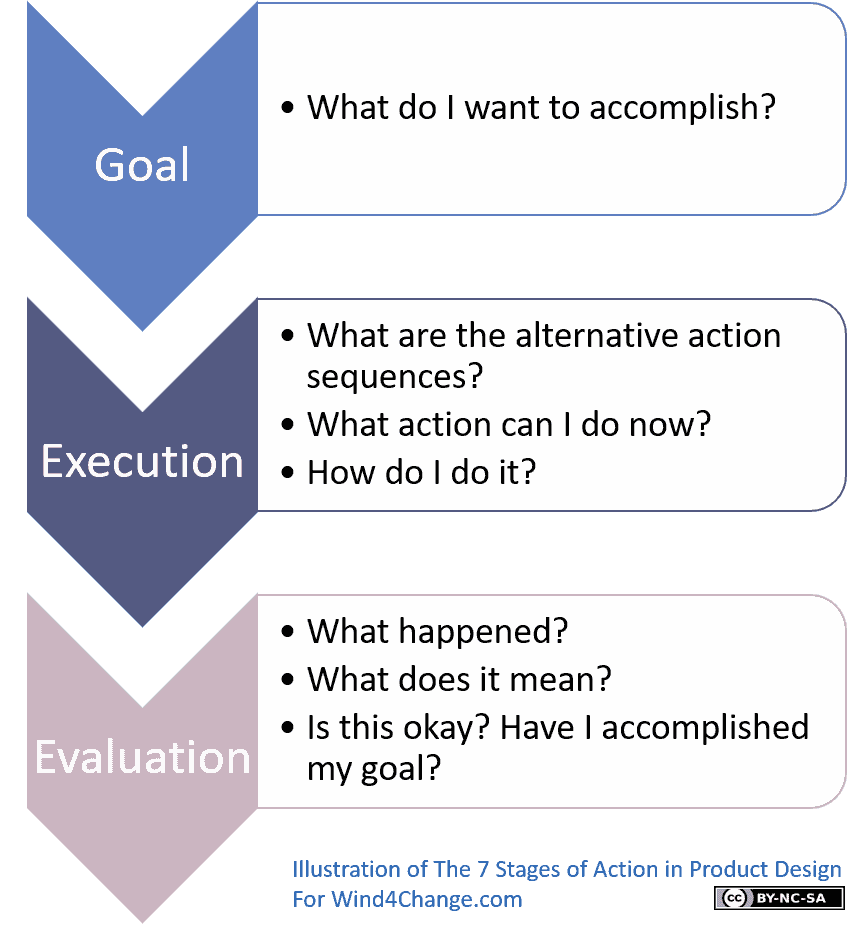 Goal
• What do I want to accomplish?
Execution
• What are the alternative action
sequences?
• What action can I do now?
• How do I do it?
Evaluation
• What happened?
• What does it mean?
• Is this okay? Have I accomplished
my goal?
Illustration of The 7 Stages of Action in Product Design
For Wind4Change.com
cc BY-NC-SA